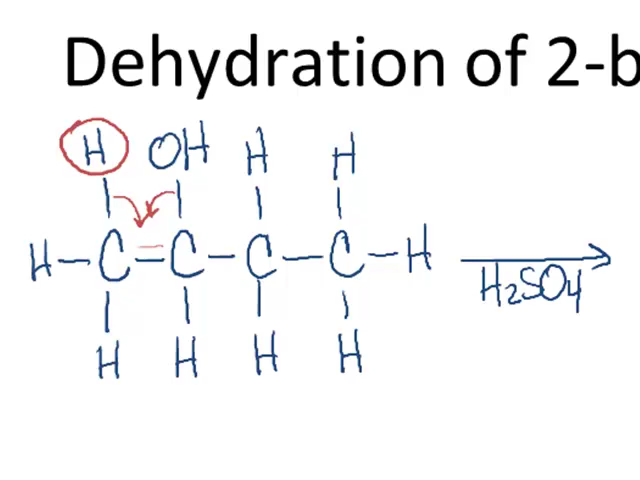 Dehydration of 2-b
H OH H H
H-C=C-C-C-H
H₂SO₄
H H H H